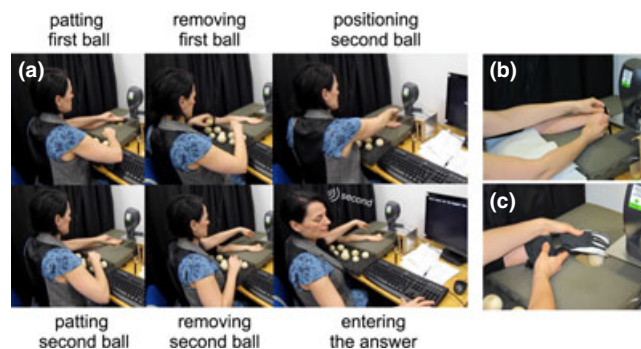 patting
first ball
removing
first ball
positioning
second ball
(a)
(b)
second
(c)
patting
second ball
removing
second ball
entering
the answer